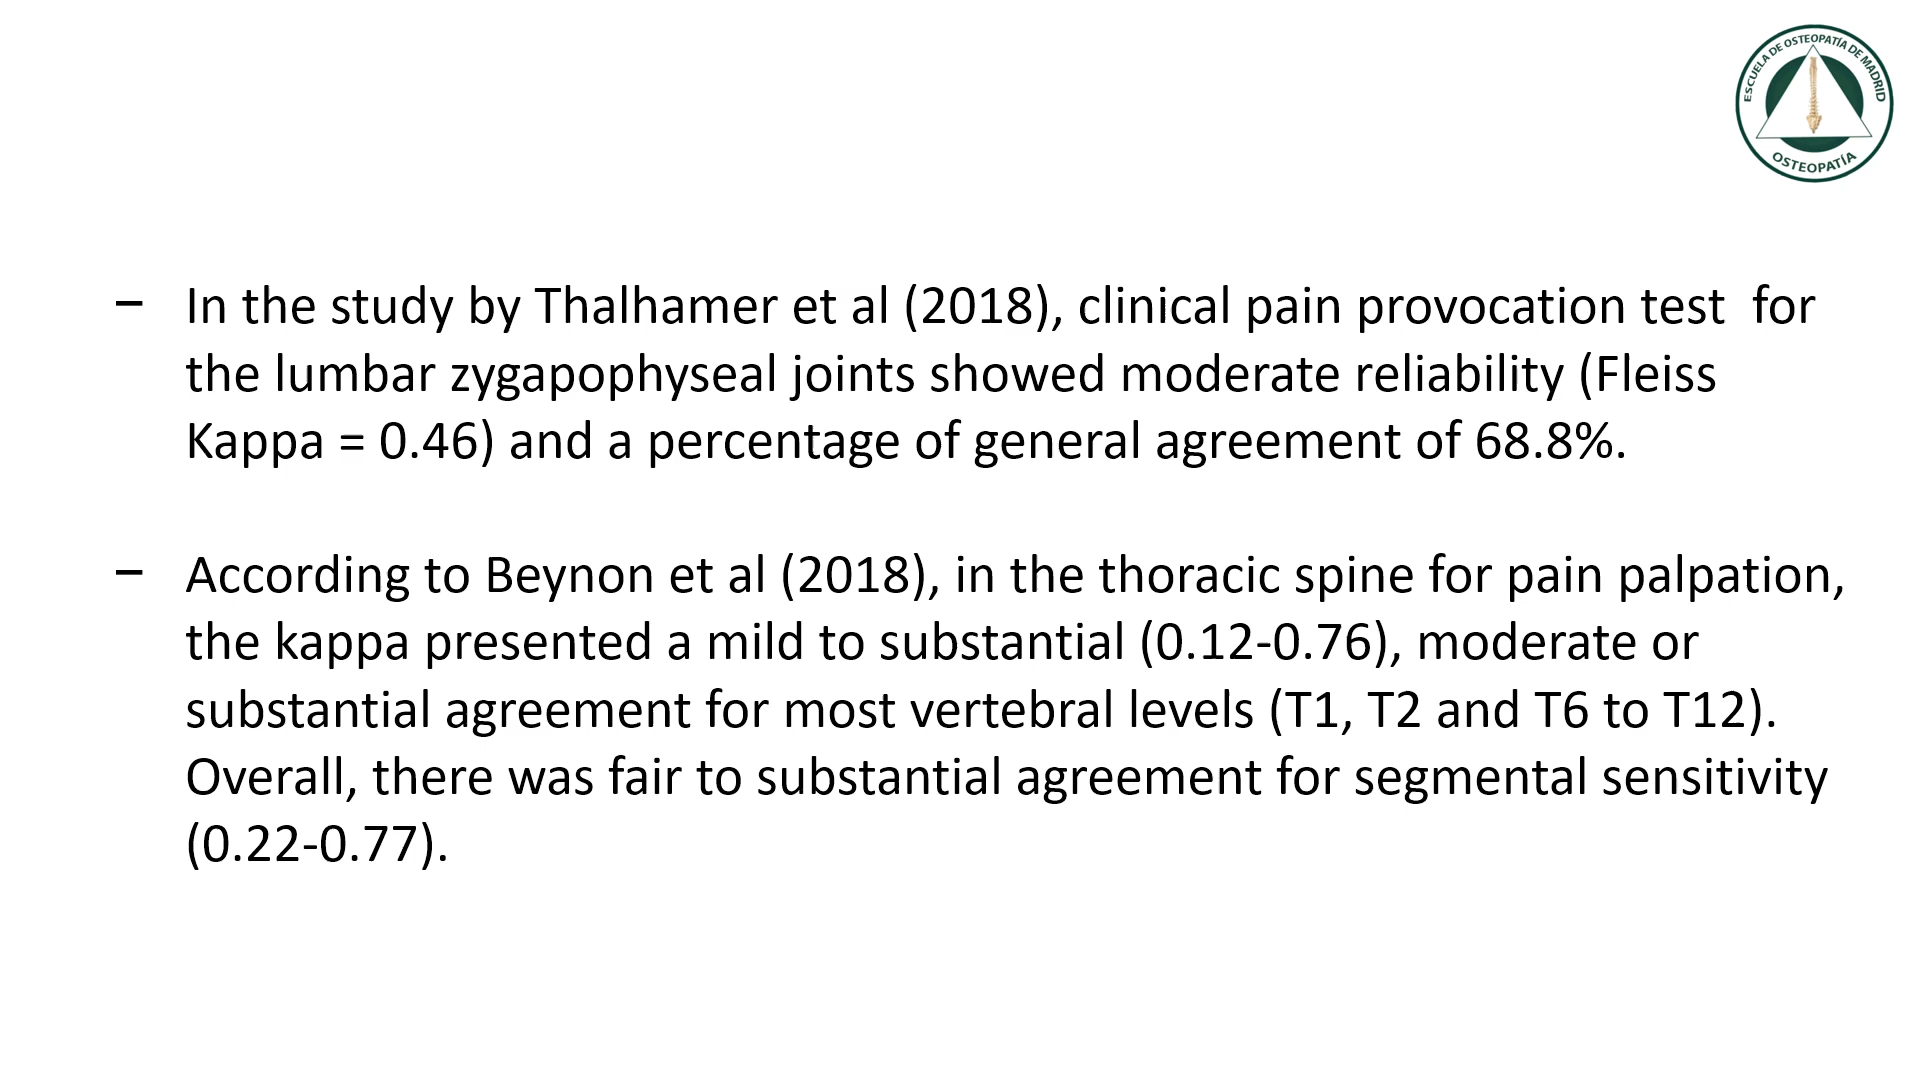 ESCUELA DE OSTEOPATÍA DE MADRID
OSTEOPATÍA
− In the study by Thalhamer et al (2018), clinical pain provocation test  for
the lumbar zygapophyseal joints showed moderate reliability (Fleiss
Kappa = 0.46) and a percentage of general agreement of 68.8%.
− According to Beynon et al (2018), in the thoracic spine for pain palpation,
the kappa presented a mild to substantial (0.12-0.76), moderate or
substantial agreement for most vertebral levels (T1, T2 and T6 to T12).
Overall, there was fair to substantial agreement for segmental sensitivity
(0.22-0.77).